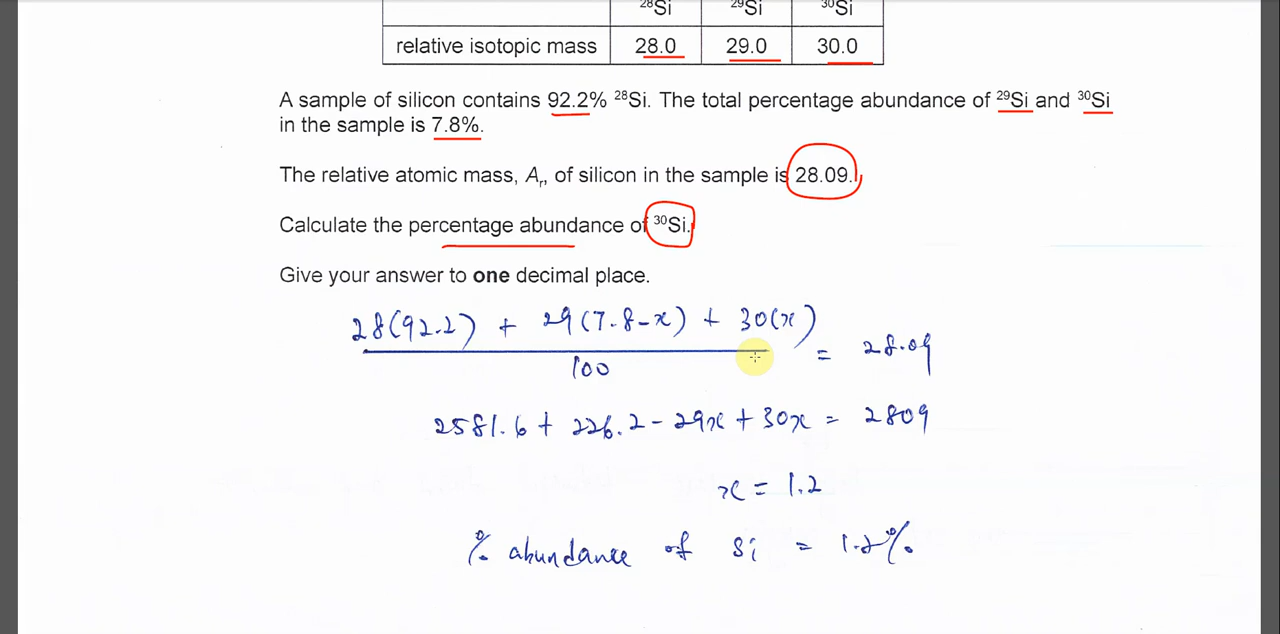 ²⁸Si ²⁹Si ³⁰Si
relative isotopic mass 28.0 29.0 30.0
A sample of silicon contains 92.2% ²⁸Si. The total percentage abundance of ²⁹Si and ³⁰Si
in the sample is 7.8%.
The relative atomic mass, Aᵣ, of silicon in the sample is 28.09.
Calculate the percentage abundance of ³⁰Si.
Give your answer to one decimal place.
28(92.2) + 29(7.8-x) + 30(x)
100
= 28.09
2581.6 + 226.2 - 29x + 30x = 2809
x = 1.2
% abundance of Si = 1.2%